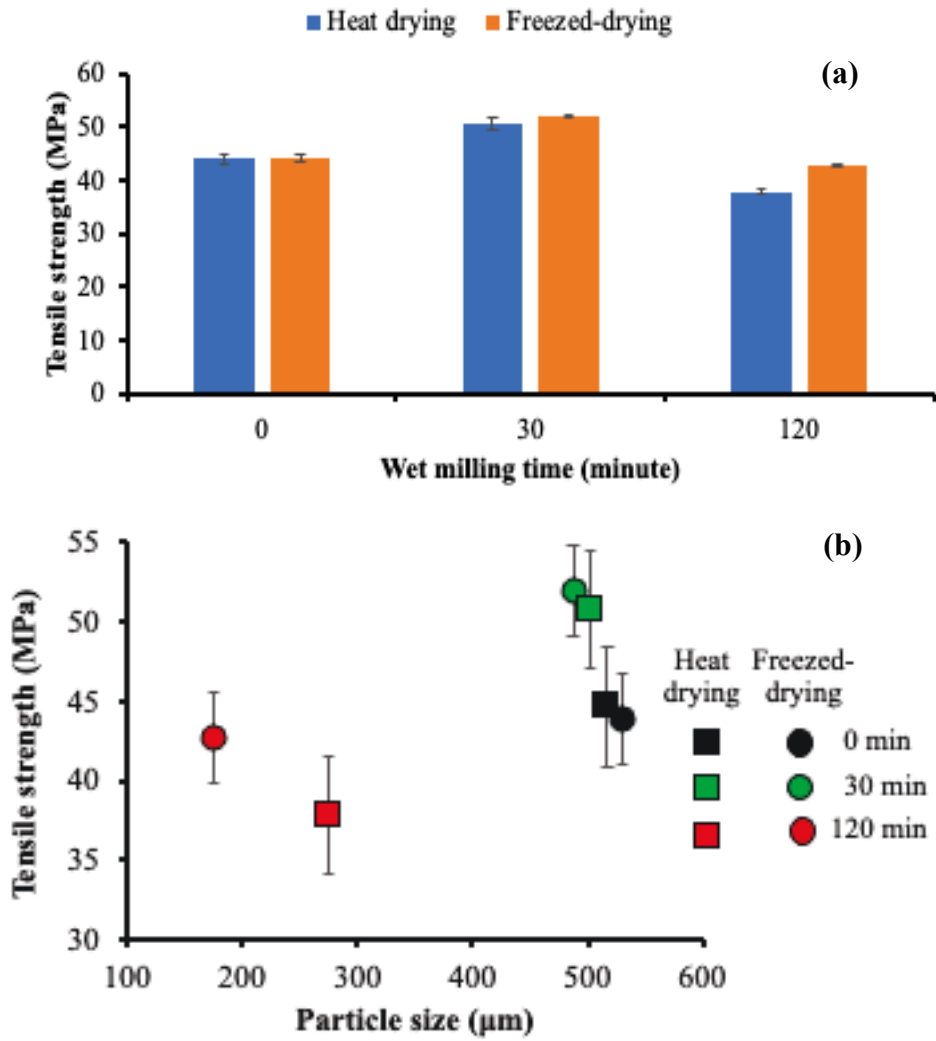 Heat drying Freezed-drying
(a)
Tensile strength (MPa)
60
50
40
30
20
10
0
0 30 120
Wet milling time (minute)
(b)
Tensile strength (MPa)
55
50
45
40
35
30
100 200 300 400 500 600
Particle size (μm)
Heat Freezed-
drying drying
0 min
30 min
120 min